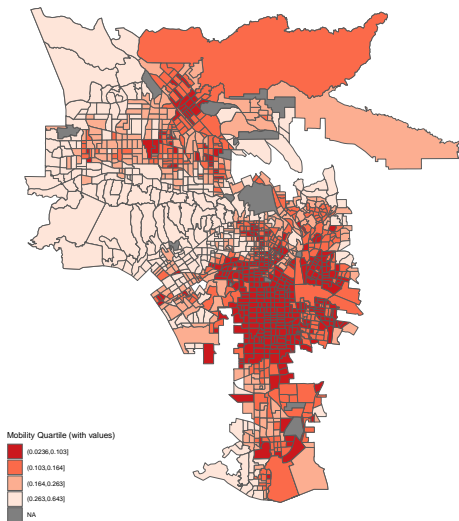 Mobility Quartile (with values)
(0.0236,0.103]
(0.103,0.164]
(0.164,0.263]
(0.263,0.643]
NA